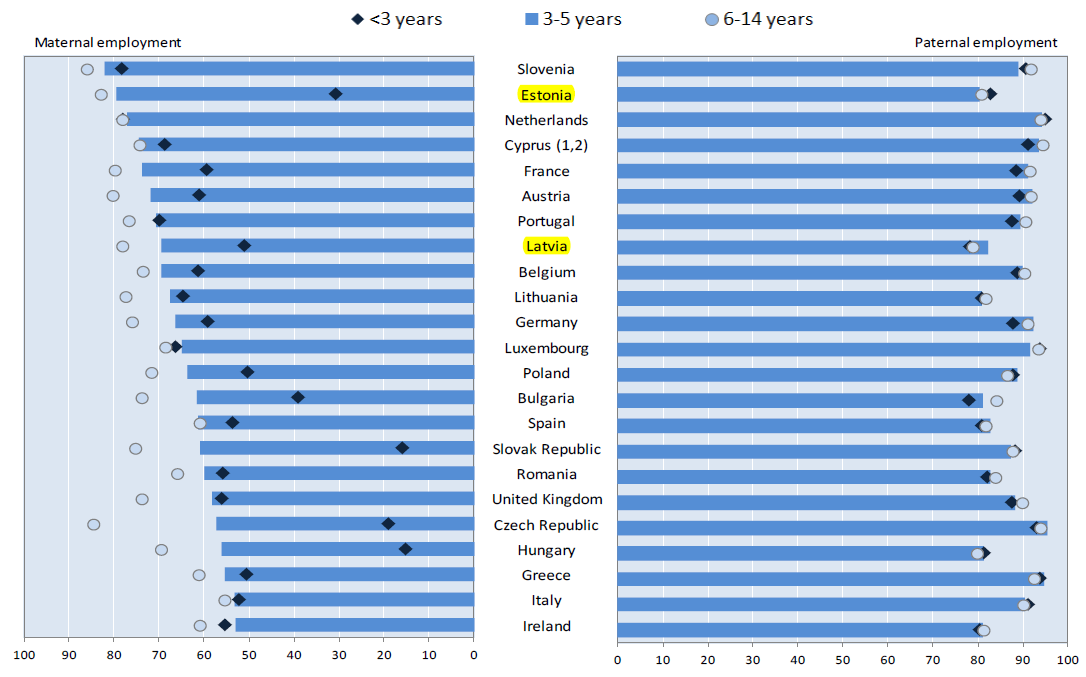 <3 years 3-5 years 6-14 years
Maternal employment Paternal employment
Slovenia
Estonia
Netherlands
Cyprus (1,2)
France
Austria
Portugal
Latvia
Belgium
Lithuania
Germany
Luxembourg
Poland
Bulgaria
Spain
Slovak Republic
Romania
United Kingdom
Czech Republic
Hungary
Greece
Italy
Ireland
100 90 80 70 60 50 40 30 20 10 0 0 10 20 30 40 50 60 70 80 90 100